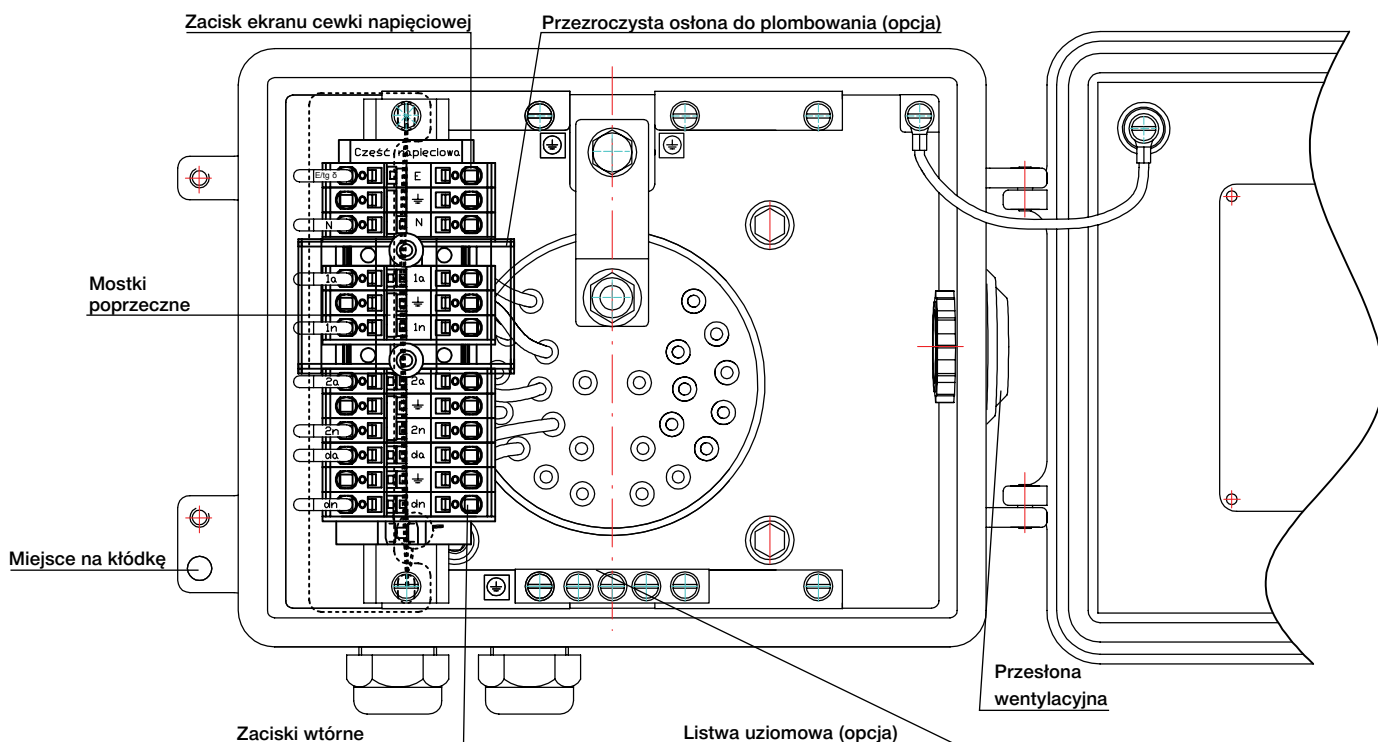 Zacisk ekranu cewki napięciowej
Przezroczysta osłona do plombowania (opcja)
Część napięciowa
E/tg δ E
N N
Mostki
poprzeczne
1a 1a
1n 1n
2a 2a
2n 2n
da da
dn dn
Miejsce na kłódkę
Przesłona
wentylacyjna
Zaciski wtórne
Listwa uziomowa (opcja)